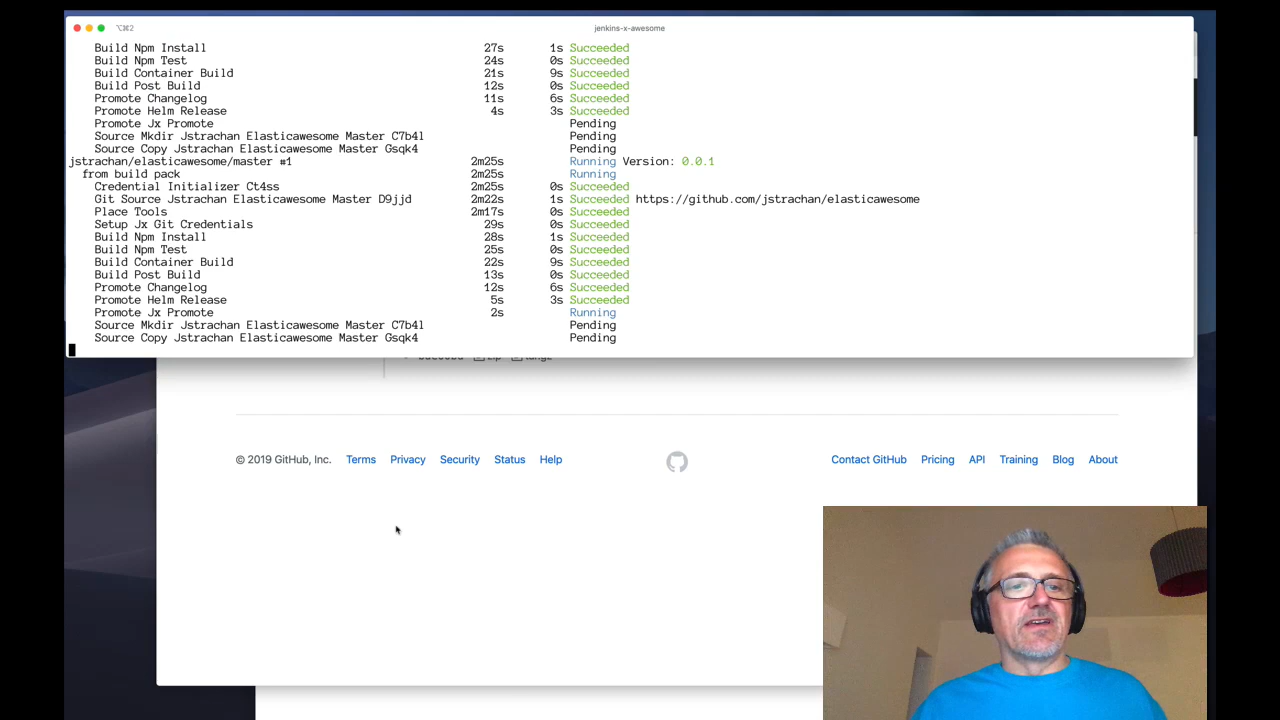 ⌥⌘2
jenkins-x-awesome
Build Npm Install 27s 1s Succeeded
Build Npm Test 24s 0s Succeeded
Build Container Build 21s 9s Succeeded
Build Post Build 12s 0s Succeeded
Promote Changelog 11s 6s Succeeded
Promote Helm Release 4s 3s Succeeded
Promote Jx Promote Pending
Source Mkdir Jstrachan Elasticawesome Master C7b4l Pending
Source Copy Jstrachan Elasticawesome Master Gsqk4 Pending
jstrachan/elasticawesome/master #1 2m25s Running Version: 0.0.1
from build pack 2m25s Running
Credential Initializer Ct4ss 2m25s 0s Succeeded
Git Source Jstrachan Elasticawesome Master D9jjd 2m22s 1s Succeeded https://github.com/jstrachan/elasticawesome
Place Tools 2m17s 0s Succeeded
Setup Jx Git Credentials 29s 0s Succeeded
Build Npm Install 28s 1s Succeeded
Build Npm Test 25s 0s Succeeded
Build Container Build 22s 9s Succeeded
Build Post Build 13s 0s Succeeded
Promote Changelog 12s 6s Succeeded
Promote Helm Release 5s 3s Succeeded
Promote Jx Promote 2s Running
Source Mkdir Jstrachan Elasticawesome Master C7b4l Pending
Source Copy Jstrachan Elasticawesome Master Gsqk4 Pending
© 2019 GitHub, Inc. Terms Privacy Security Status Help Contact GitHub Pricing API Training Blog About